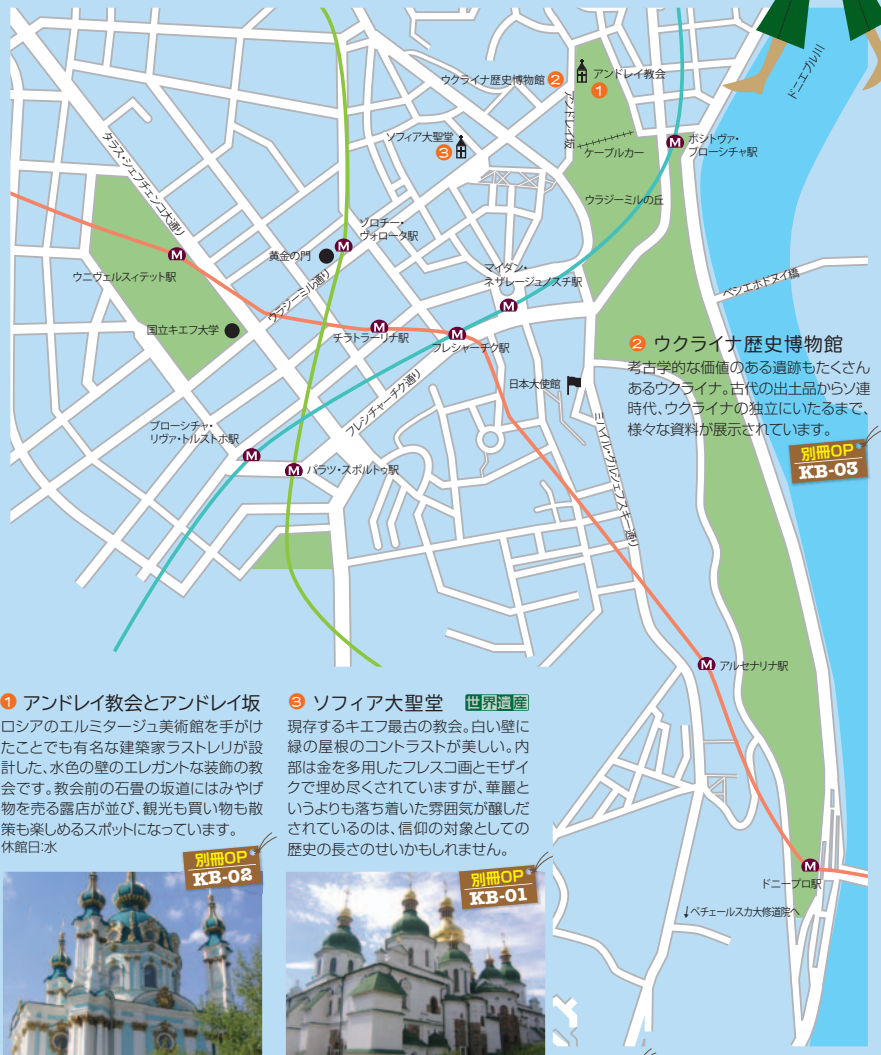 ドニエプル川
ウクライナ歴史博物館 2
アンドレイ教会
1
アンドレイ坂
ソフィア大聖堂
3
ケーブルカー
M
ポシトヴァ・
プローシチャ駅
タラス・シェフチェンコ大通り
ウラジーミルの丘
ゾロチー・
ヴォロータ駅
M
黄金の門
M
ウニヴェルスィテット駅
マイダン・
ネザレージュノスチ駅
M
ペシエホドヌイ橋
ウラジーミル通り
国立キエフ大学
M
チラトラーリナ駅
M
フレシャーチク駅
フレシチャーチク通り
日本大使館
2 ウクライナ歴史博物館
考古学的な価値のある遺跡もたくさん
あるウクライナ。古代の出土品からソ連
時代、ウクライナの独立にいたるまで、
様々な資料が展示されています。
別冊OP
KB-03
プローシチャ・
リヴァ・トルストホ駅
M
M
パラツ・スポルトゥ駅
ミハイル・グルシェフスキー通り
M
アルセナリナ駅
1 アンドレイ教会とアンドレイ坂
ロシアのエルミタージュ美術館を手がけ
たことでも有名な建築家ラストレリが設
計した、水色の壁のエレガントな装飾の教
会です。教会前の石畳の坂道にはみやげ
物を売る露店が並び、観光も買い物も散
策も楽しめるスポットになっています。
休館日:水
別冊OP
KB-02
3 ソフィア大聖堂 世界遺産
現存するキエフ最古の教会。白い壁に
緑の屋根のコントラストが美しい。内
部は金を多用したフレスコ画とモザイ
クで埋め尽くされていますが、華麗と
いうよりも落ち着いた雰囲気が醸しだ
されているのは、信仰の対象としての
歴史の長さのせいかもしれません。
別冊OP
KB-01
M
ドニープロ駅
↓ペチェールスカ大修道院へ